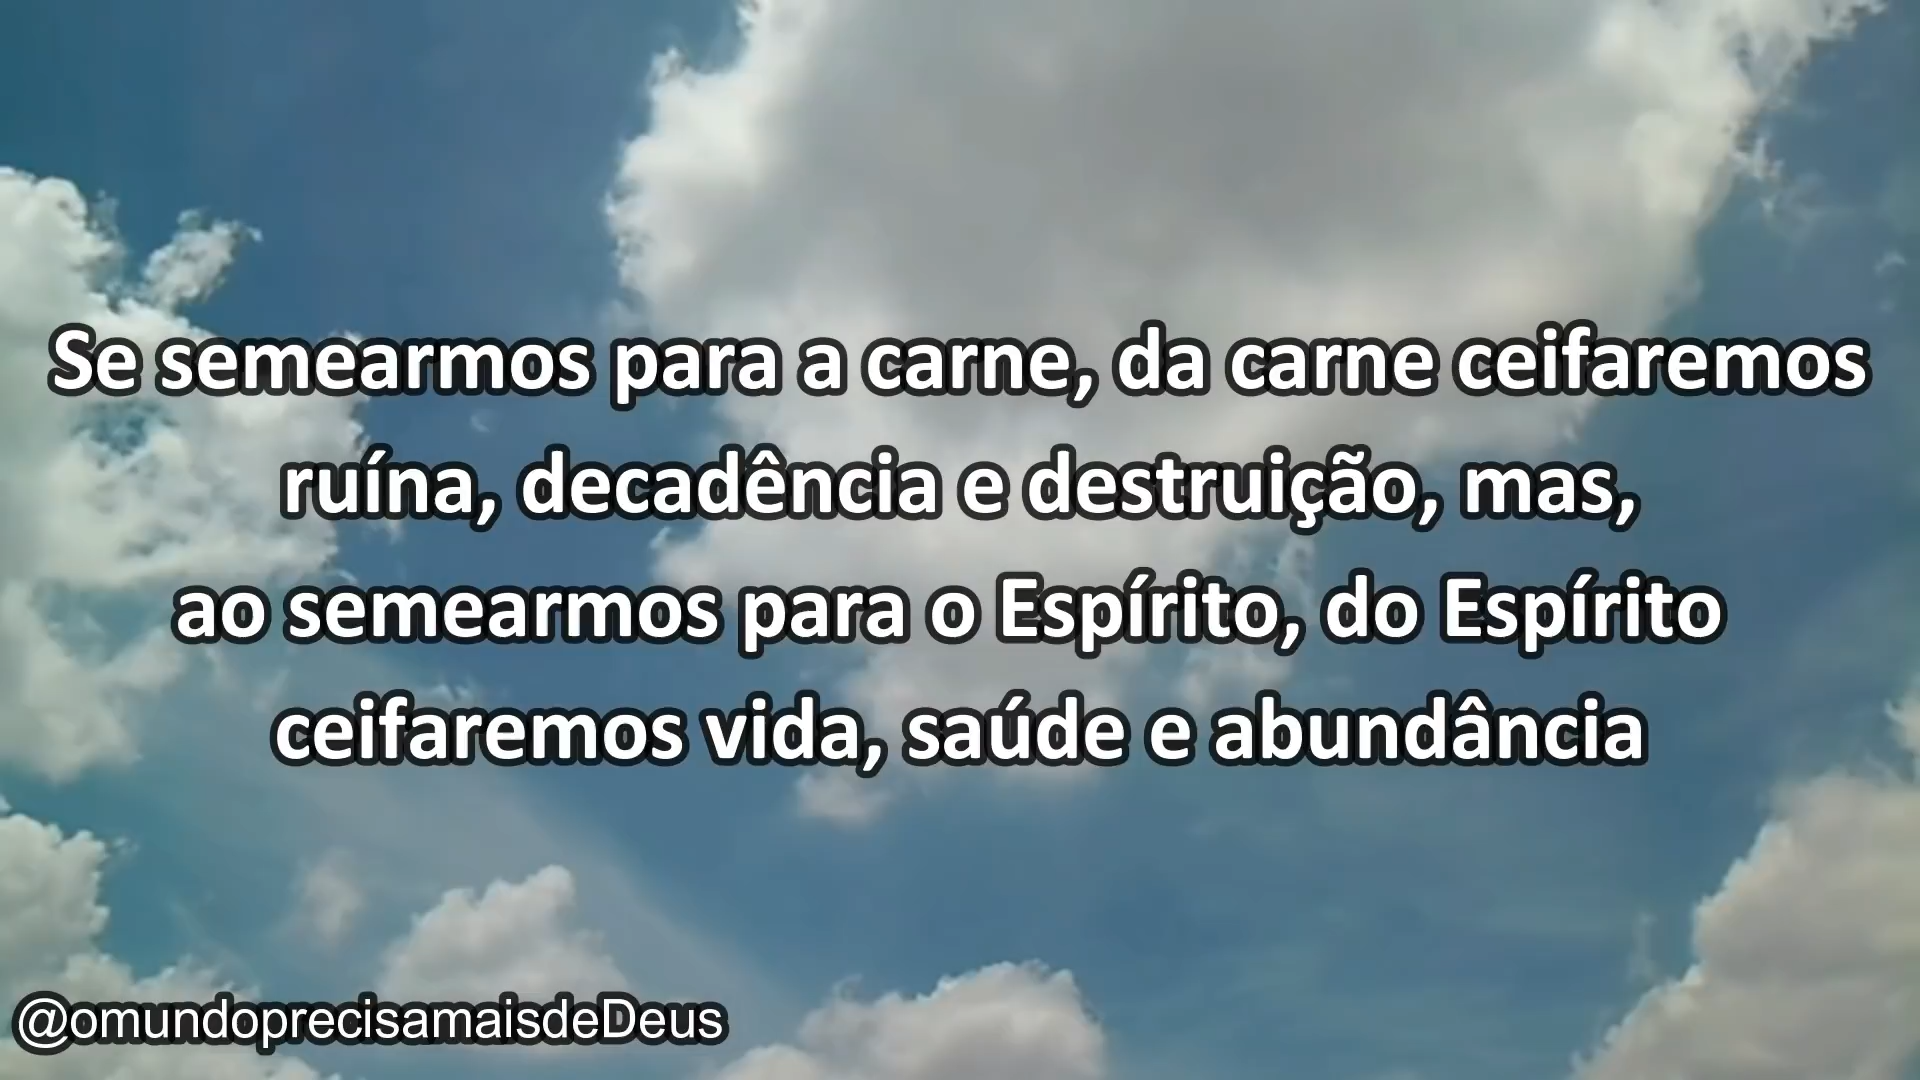 Se semearmos para a carne, da carne ceifaremos
ruína, decadência e destruição, mas,
ao semearmos para o Espírito, do Espírito
ceifaremos vida, saúde e abundância
@omundoprecisamaisdeDeus